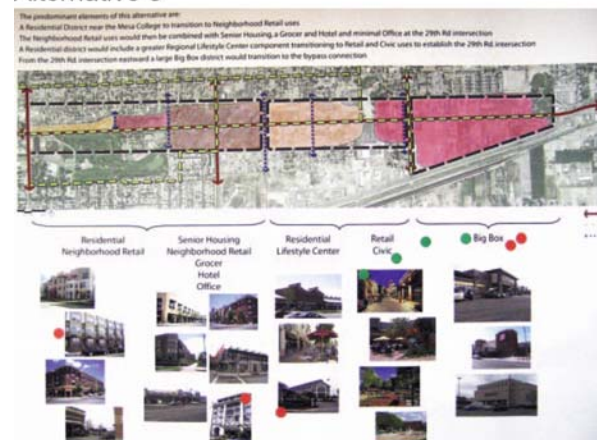 The predominant elements of this alternative are:
A Residential District near the Mesa College to transition to Neighborhood Retail uses
The Neighborhood Retail uses would then be combined with Senior Housing, a Grocer and Hotel and minimal Office at the 29th Rd. intersection
A Residential district would include a greater Regional Lifestyle Center component transitioning to Retail and Civic uses to establish the 29th Rd. intersection
From the 29th Rd. intersection eastward a large Big Box district would transition to the bypass connection
Residential
Neighborhood Retail
Senior Housing
Neighborhood Retail
Grocer
Hotel
Office
Residential
Lifestyle Center
Retail
Civic
Big Box